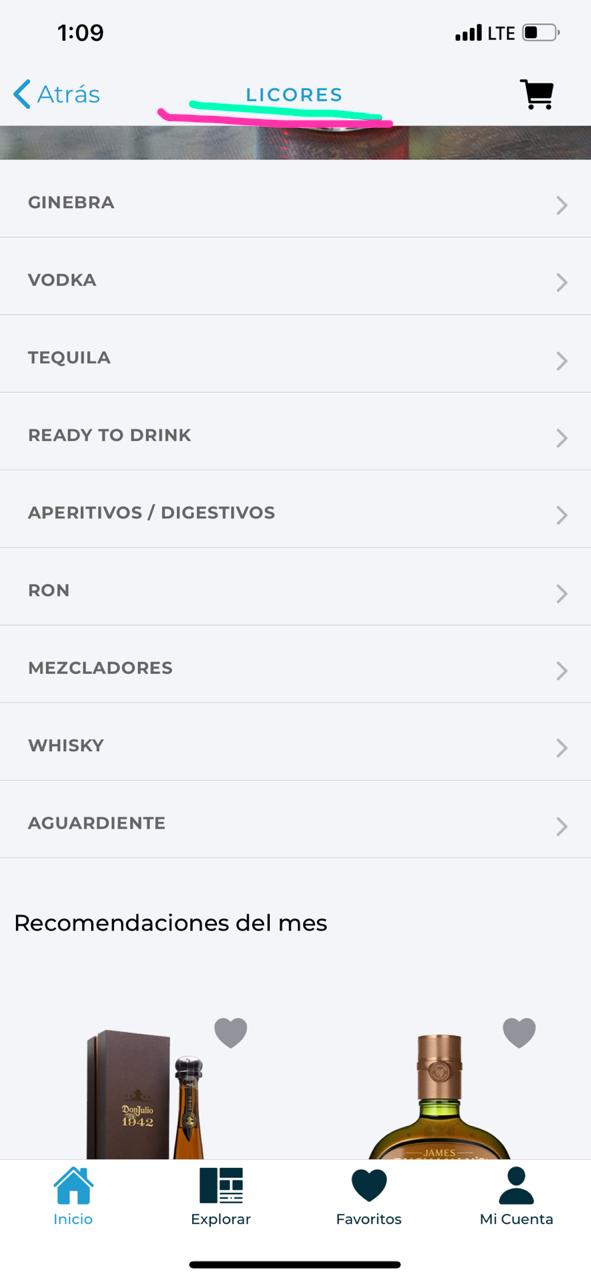 1:09 LTE
Atrás LICORES
GINEBRA
VODKA
TEQUILA
READY TO DRINK
APERITIVOS / DIGESTIVOS
RON
MEZCLADORES
WHISKY
AGUARDIENTE
Recomendaciones del mes
Don Julio
1942
JAMES
Inicio Explorar Favoritos Mi Cuenta